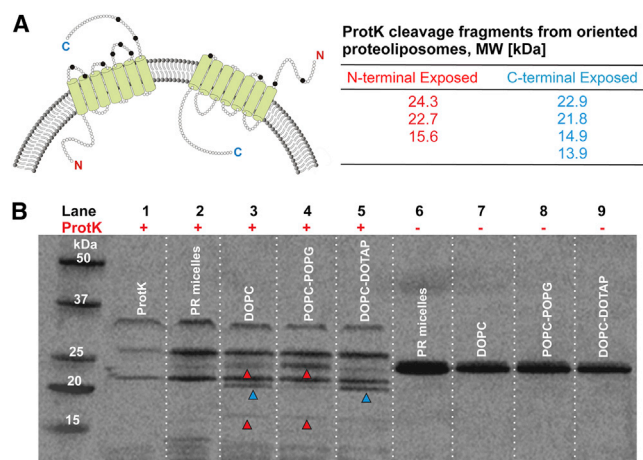 A
C
N
N
C
ProtK cleavage fragments from oriented
proteoliposomes, MW [kDa]
N-terminal Exposed C-terminal Exposed
24.3 22.9
22.7 21.8
15.6 14.9
13.9
B
Lane 1 2 3 4 5 6 7 8 9
ProtK + + + + + - - - -
kDa
50
37
25
20
15
ProtK
PR micelles
DOPC
POPC-POPG
DOPC-DOTAP
PR micelles
DOPC
POPC-POPG
DOPC-DOTAP